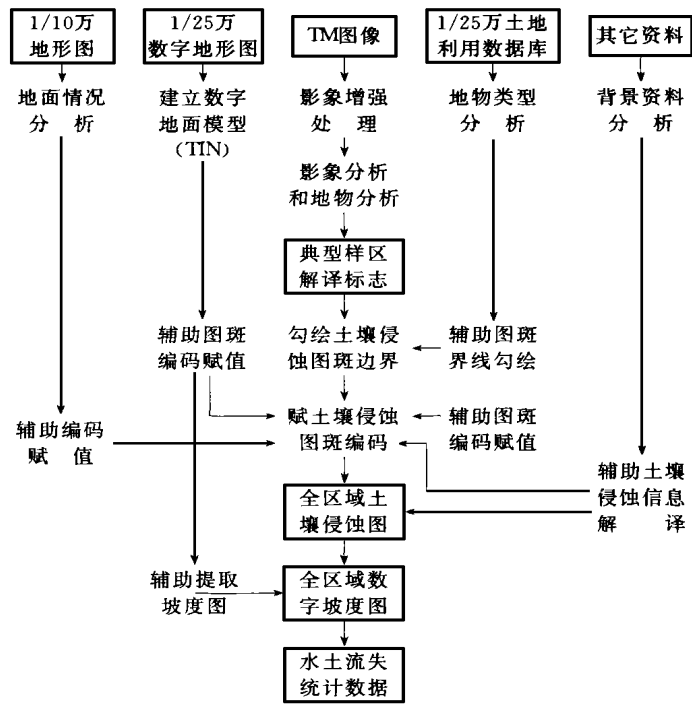 1/10万
地形图
1/25万
数字地形图
TM图像
1/25万土地
利用数据库
其它资料
地面情况
分 析
建立数字
地面模型
(TIN)
影象增强
处 理
地物类型
分 析
背景资料
分 析
影象分析
和地物分析
典型样区
解译标志
辅助图斑
编码赋值
勾绘土壤侵
蚀图斑边界
辅助图斑
界线勾绘
辅助编码
赋 值
赋土壤侵蚀
图斑编码
辅助图斑
编码赋值
辅助土壤
侵蚀信息
解 译
全区域土
壤侵蚀图
辅助提取
坡度图
全区域数
字坡度图
水土流失
统计数据